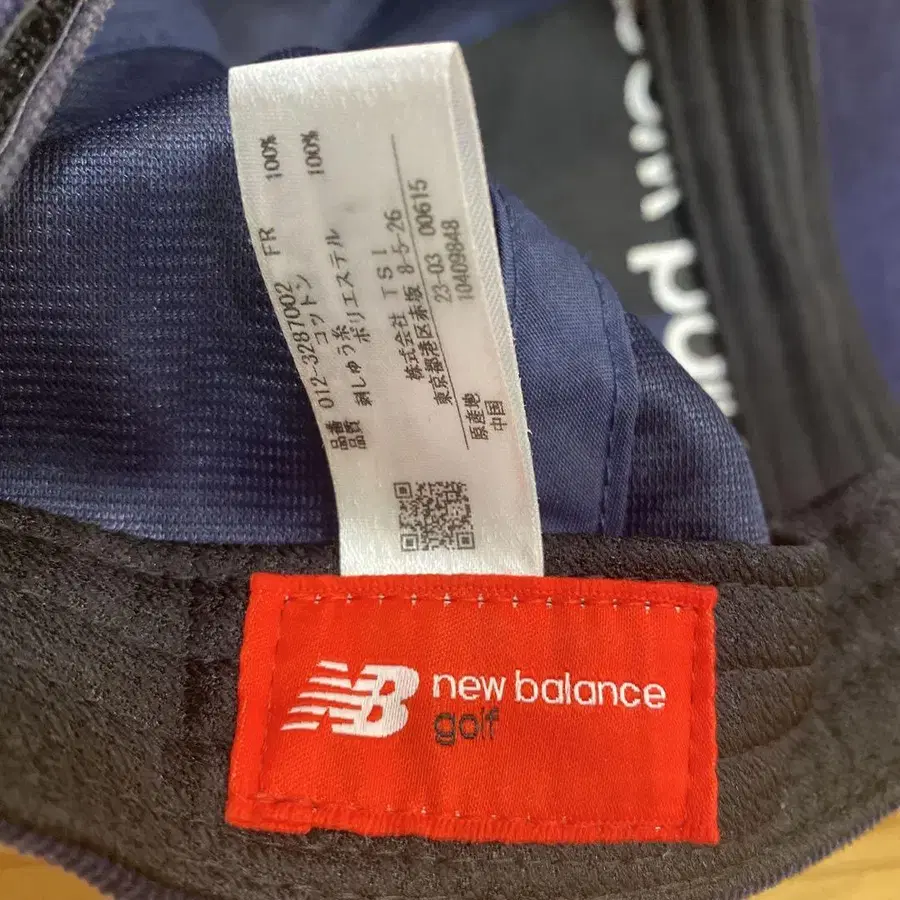 品番 012-3287002 FR
品質 コットン 100%
刺しゅう糸
ポリエステル 100%
株式会社 TSI
東京都港区赤坂 8-5-26
23-03 00615
10409848
原産地
中国
NB new balance
golf